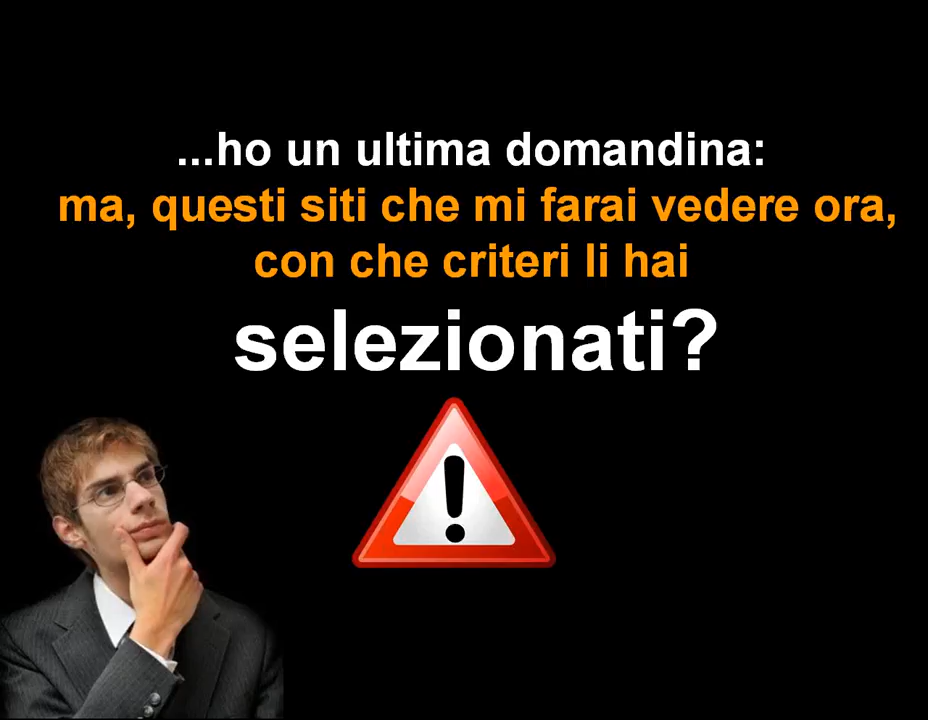 ...ho un ultima domandina:
ma, questi siti che mi farai vedere ora,
con che criteri li hai
selezionati?